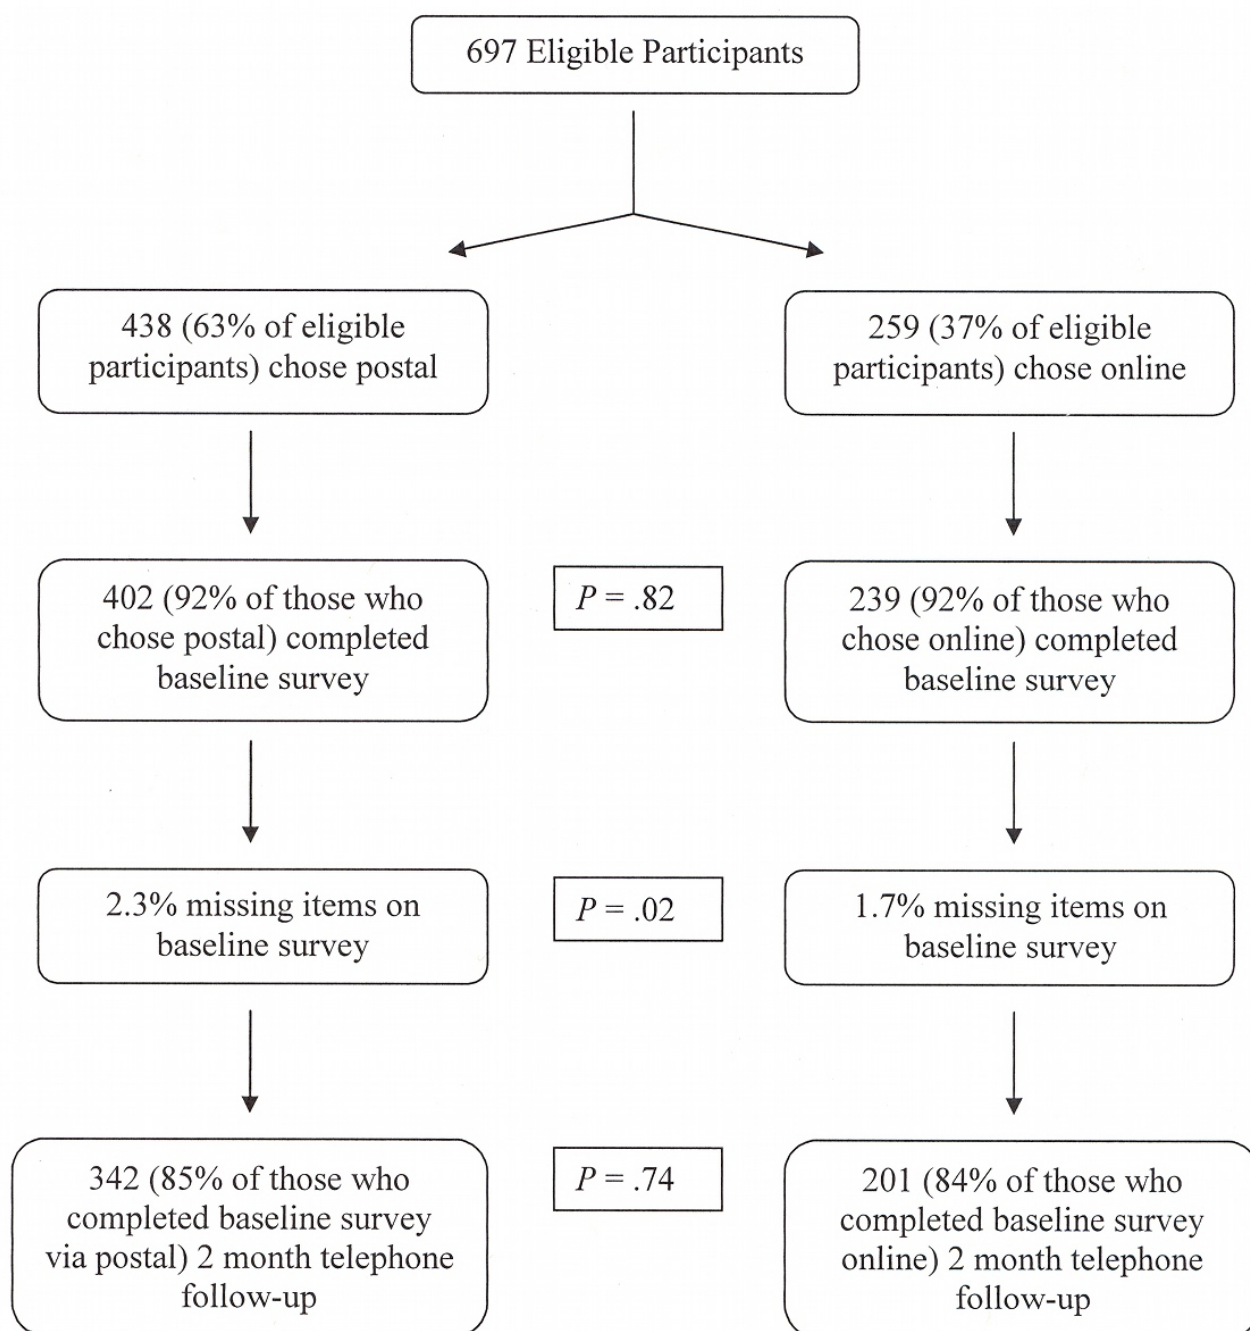 697 Eligible Participants
438 (63% of eligible
participants) chose postal
259 (37% of eligible
participants) chose online
402 (92% of those who
chose postal) completed
baseline survey
P = .82
239 (92% of those who
chose online) completed
baseline survey
2.3% missing items on
baseline survey
P = .02
1.7% missing items on
baseline survey
342 (85% of those who
completed baseline survey
via postal) 2 month telephone
follow-up
P = .74
201 (84% of those who
completed baseline survey
online) 2 month telephone
follow-up